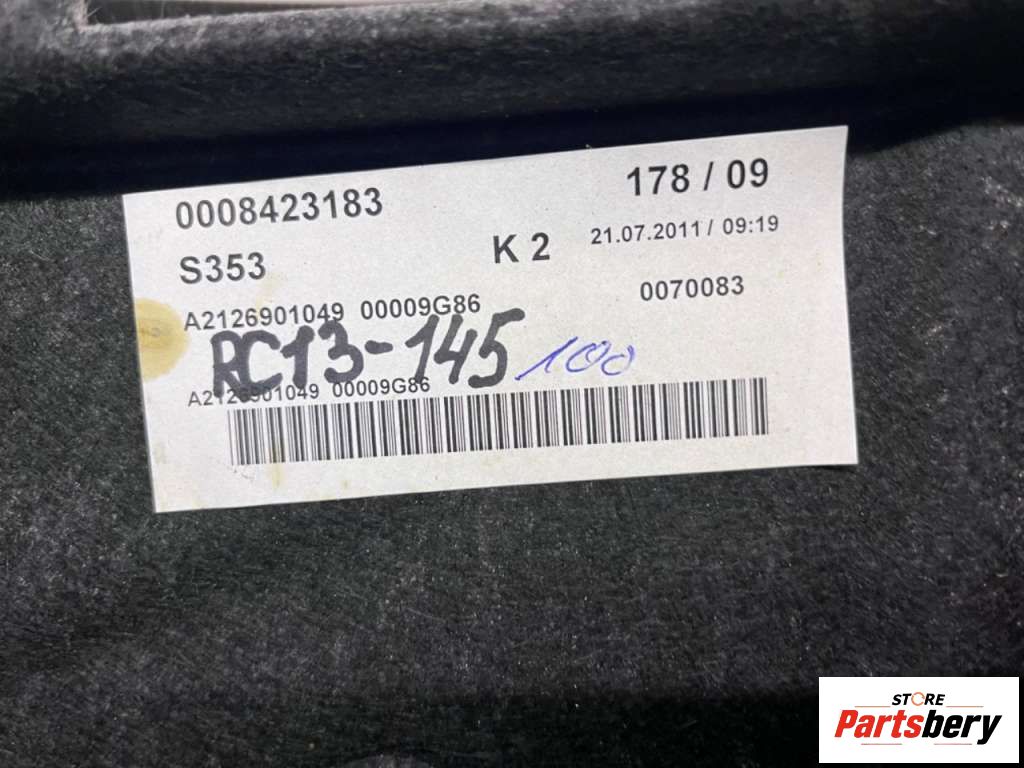 0008423183
178 / 09
S353
K 2
21.07.2011 / 09:19
A2126901049 00009G86
0070083
RC13-145 100
A2126901049 00009G86
STORE
Partsbery